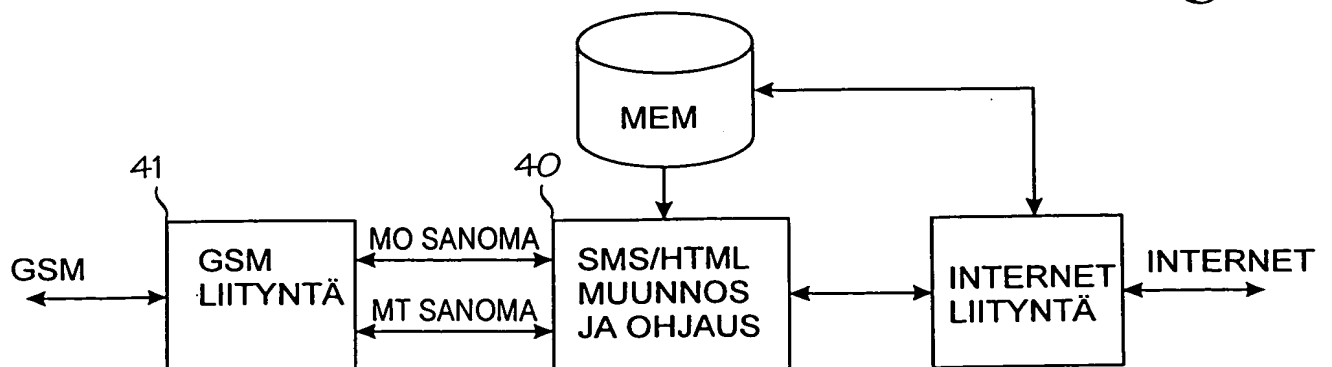 MEM
41
40
GSM
GSM
LIITYNTÄ
MO SANOMA
MT SANOMA
SMS/HTML
MUUNNOS
JA OHJAUS
INTERNET
LIITYNTÄ
INTERNET